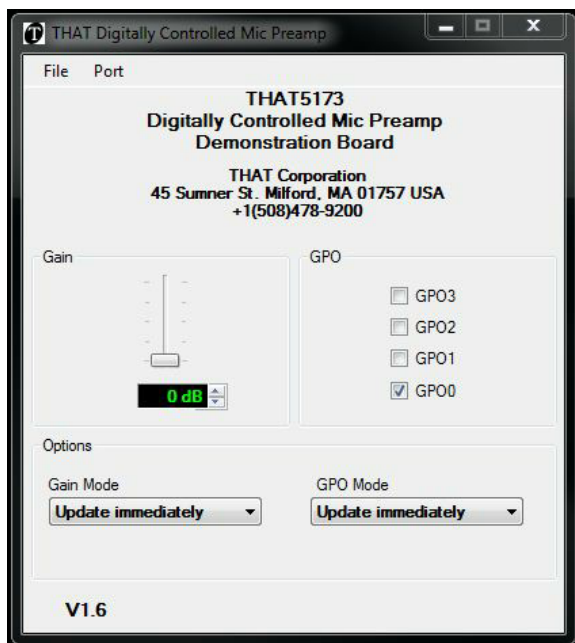 T THAT Digitally Controlled Mic Preamp
File Port
THAT5173
Digitally Controlled Mic Preamp
Demonstration Board
THAT Corporation
45 Sumner St. Milford, MA 01757 USA
+1(508)478-9200
Gain
GPO
GPO3
GPO2
GPO1
GPO0
0 dB
Options
Gain Mode
GPO Mode
Update immediately
Update immediately
V1.6